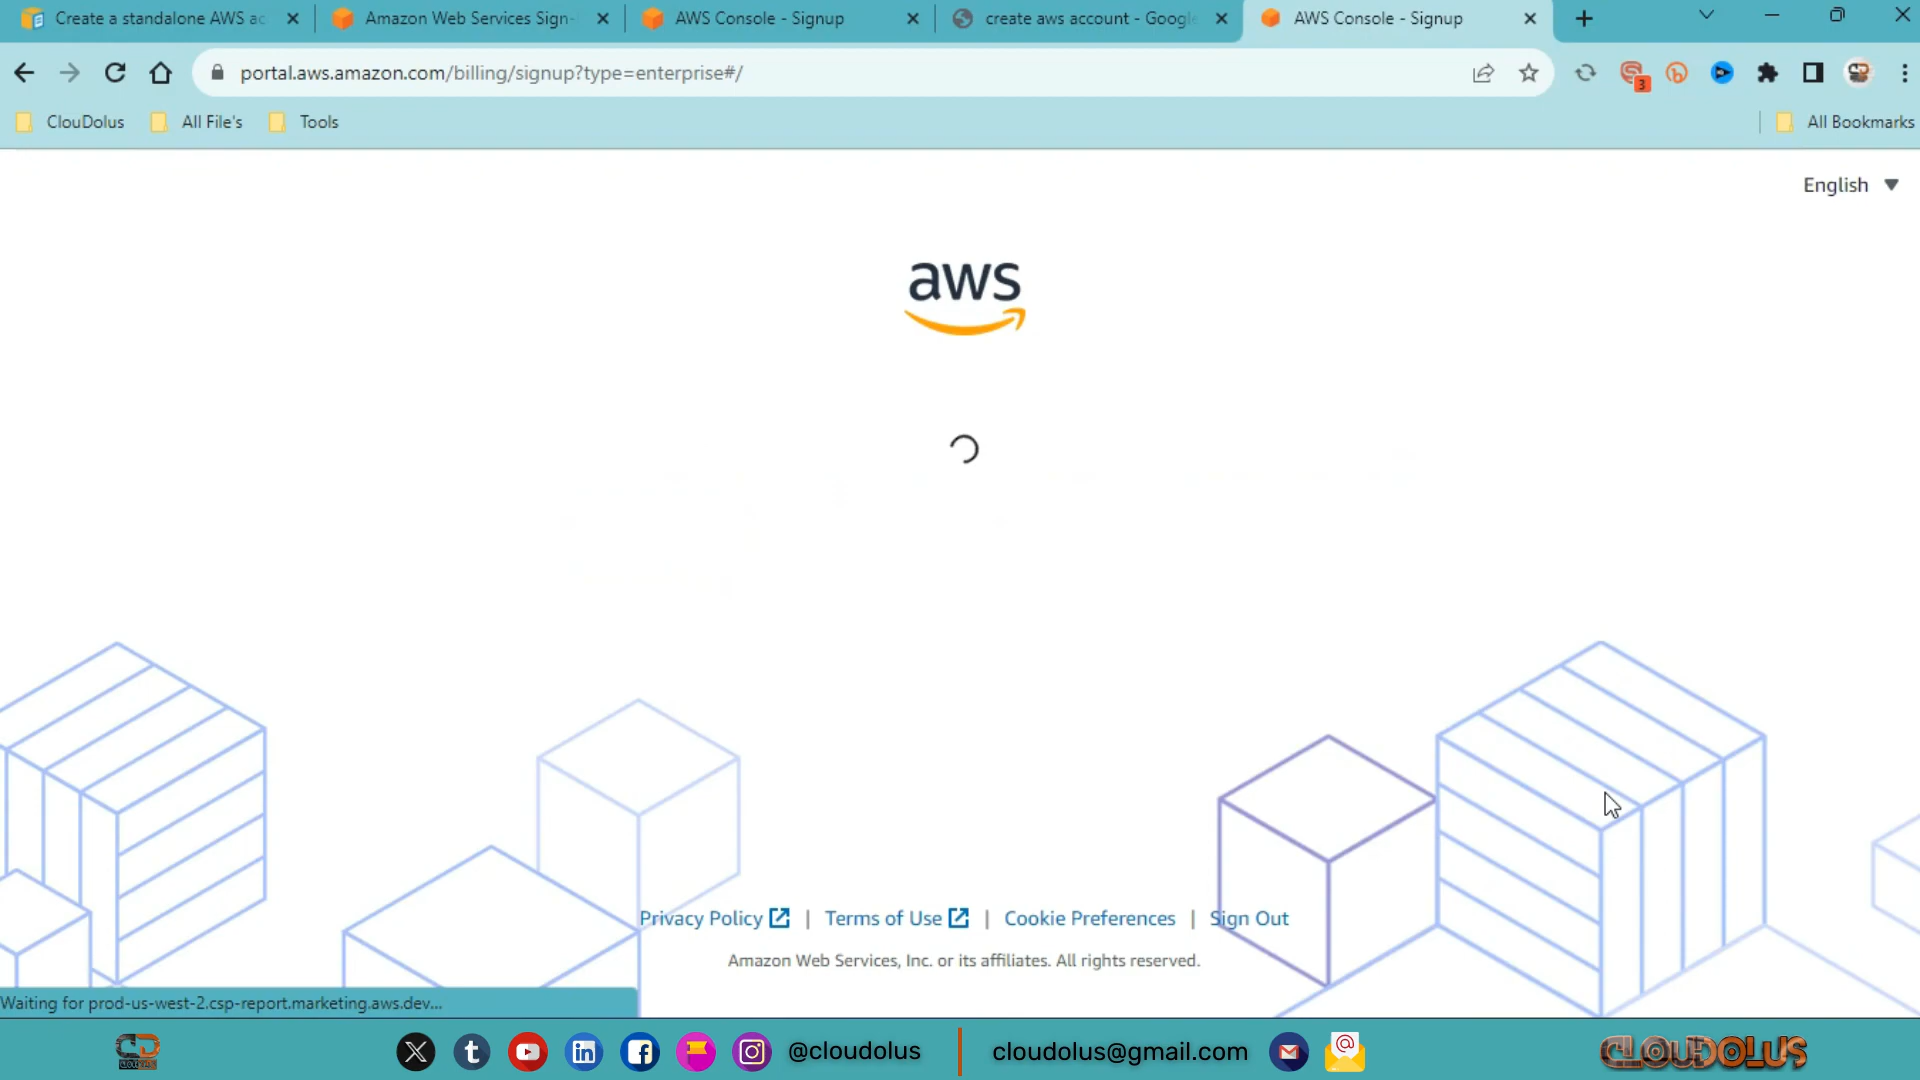 Create a standalone AWS ac
Amazon Web Services Sign-
AWS Console - Signup
create aws account - Google
AWS Console - Signup
portal.aws.amazon.com/billing/signup?type=enterprise#/
3
ClouDolus
All File's
Tools
All Bookmarks
English
aws
Privacy Policy | Terms of Use | Cookie Preferences | Sign Out
Amazon Web Services, Inc. or its affiliates. All rights reserved.
Waiting for prod-us-west-2.csp-report.marketing.aws.dev...
@cloudolus
cloudolus@gmail.com
CLOUDOLUS